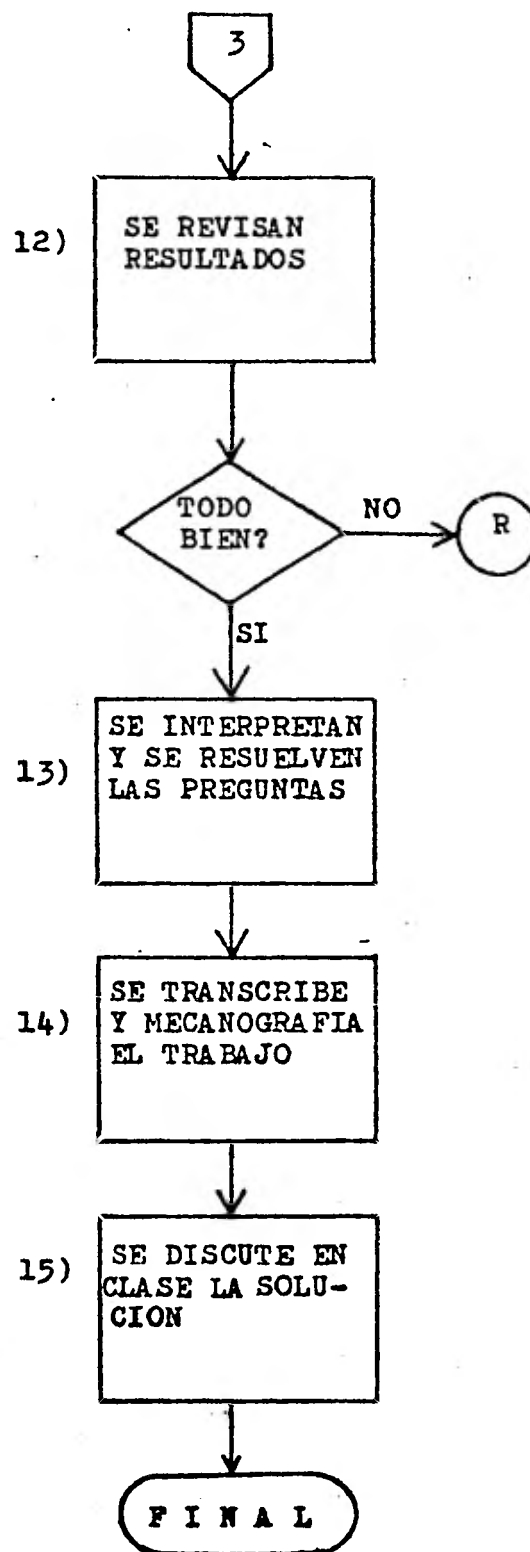 3
12)
SE REVISAN
RESULTADOS
TODO
BIEN?
NO
R
SI
13)
SE INTERPRETAN
Y SE RESUELVEN
LAS PREGUNTAS
14)
SE TRANSCRIBE
Y MECANOGRAFIA
EL TRABAJO
15)
SE DISCUTE EN
CLASE LA SOLU-
CION
F I N A L